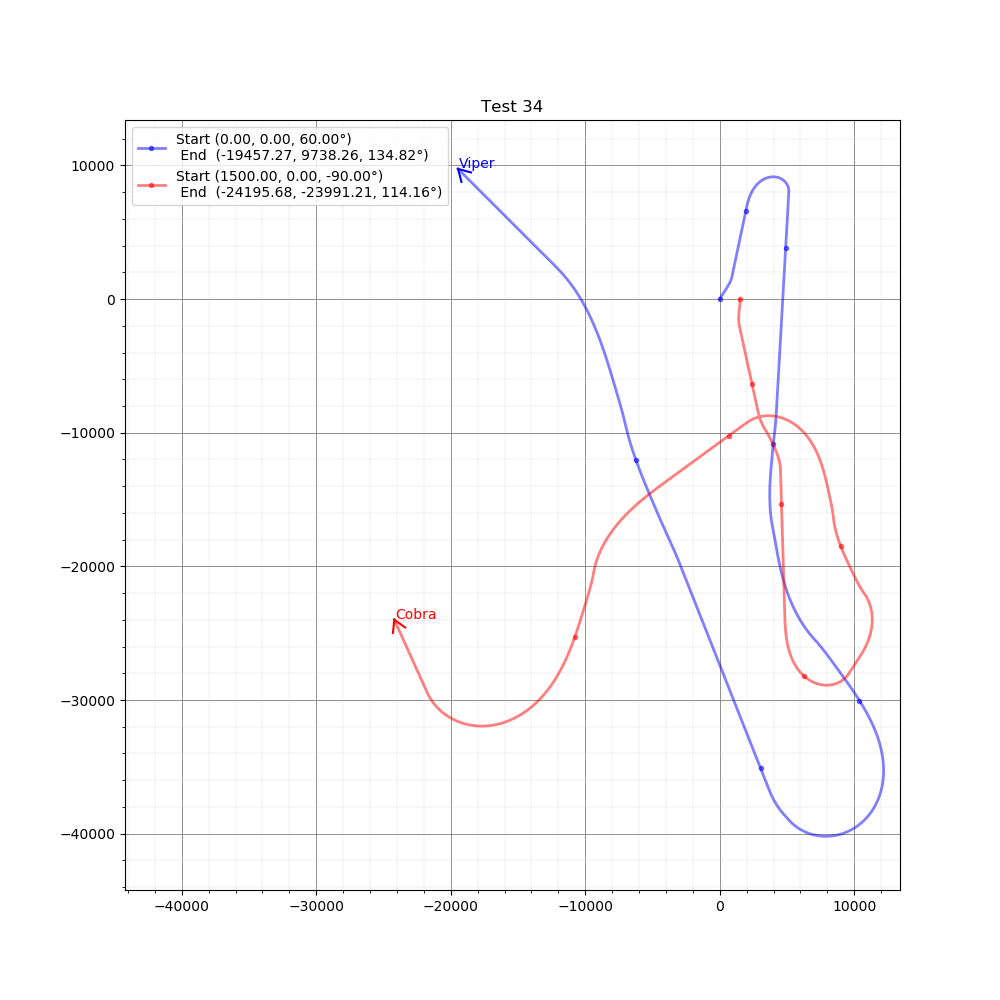 Test 34
Start (0.00, 0.00, 60.00°)
End  (-19457.27, 9738.26, 134.82°)
Start (1500.00, 0.00, -90.00°)
End  (-24195.68, -23991.21, 114.16°)
Viper
Cobra
10000
0
−10000
−20000
−30000
−40000
−40000
−30000
−20000
−10000
0
10000